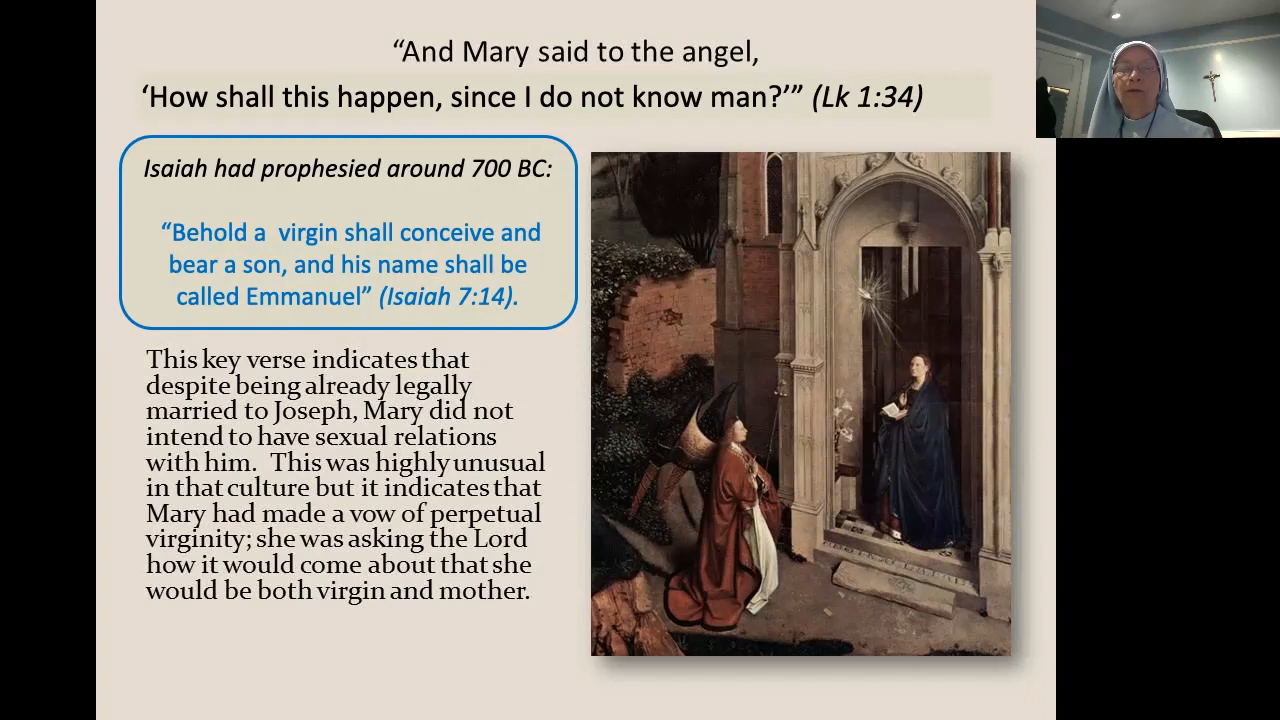 “And Mary said to the angel,
‘How shall this happen, since I do not know man?’” (Lk 1:34)
Isaiah had prophesied around 700 BC:
“Behold a virgin shall conceive and
bear a son, and his name shall be
called Emmanuel” (Isaiah 7:14).
This key verse indicates that
despite being already legally
married to Joseph, Mary did not
intend to have sexual relations
with him. This was highly unusual
in that culture but it indicates that
Mary had made a vow of perpetual
virginity; she was asking the Lord
how it would come about that she
would be both virgin and mother.